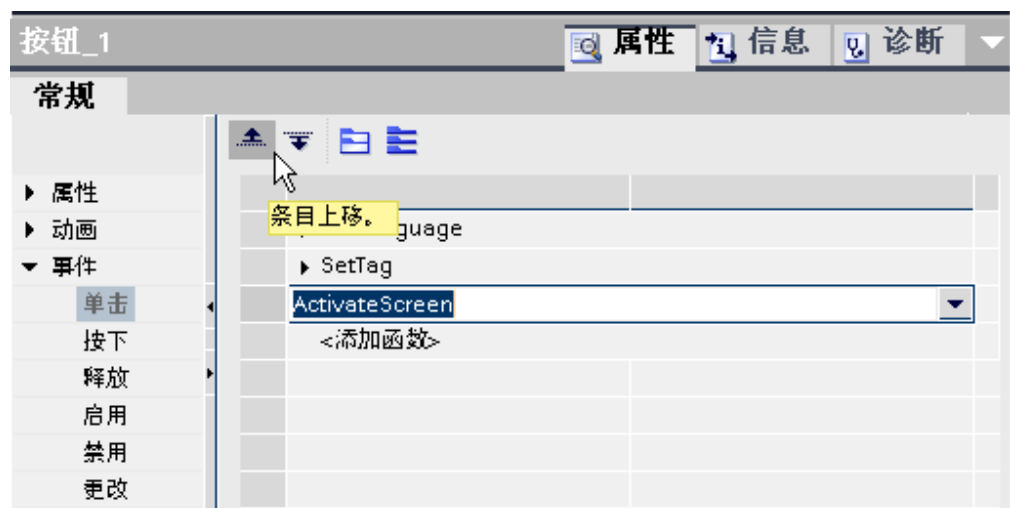 按钮_1
属性
信息
诊断
常规
属性
动画
事件
单击
按下
释放
启用
禁用
更改
条目上移。
guage
SetTag
ActivateScreen
<添加函数>